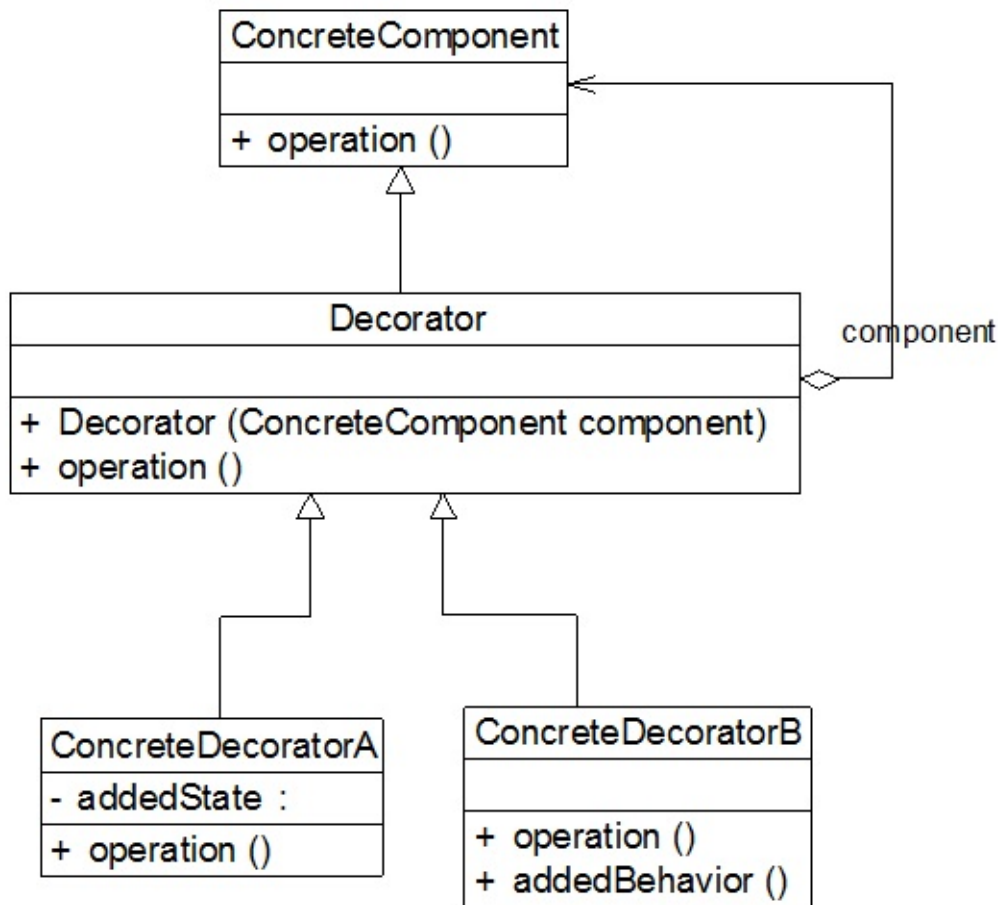 ConcreteComponent
+ operation ()
Decorator
component
+ Decorator (ConcreteComponent component)
+ operation ()
ConcreteDecoratorA
- addedState :
+ operation ()
ConcreteDecoratorB
+ operation ()
+ addedBehavior ()